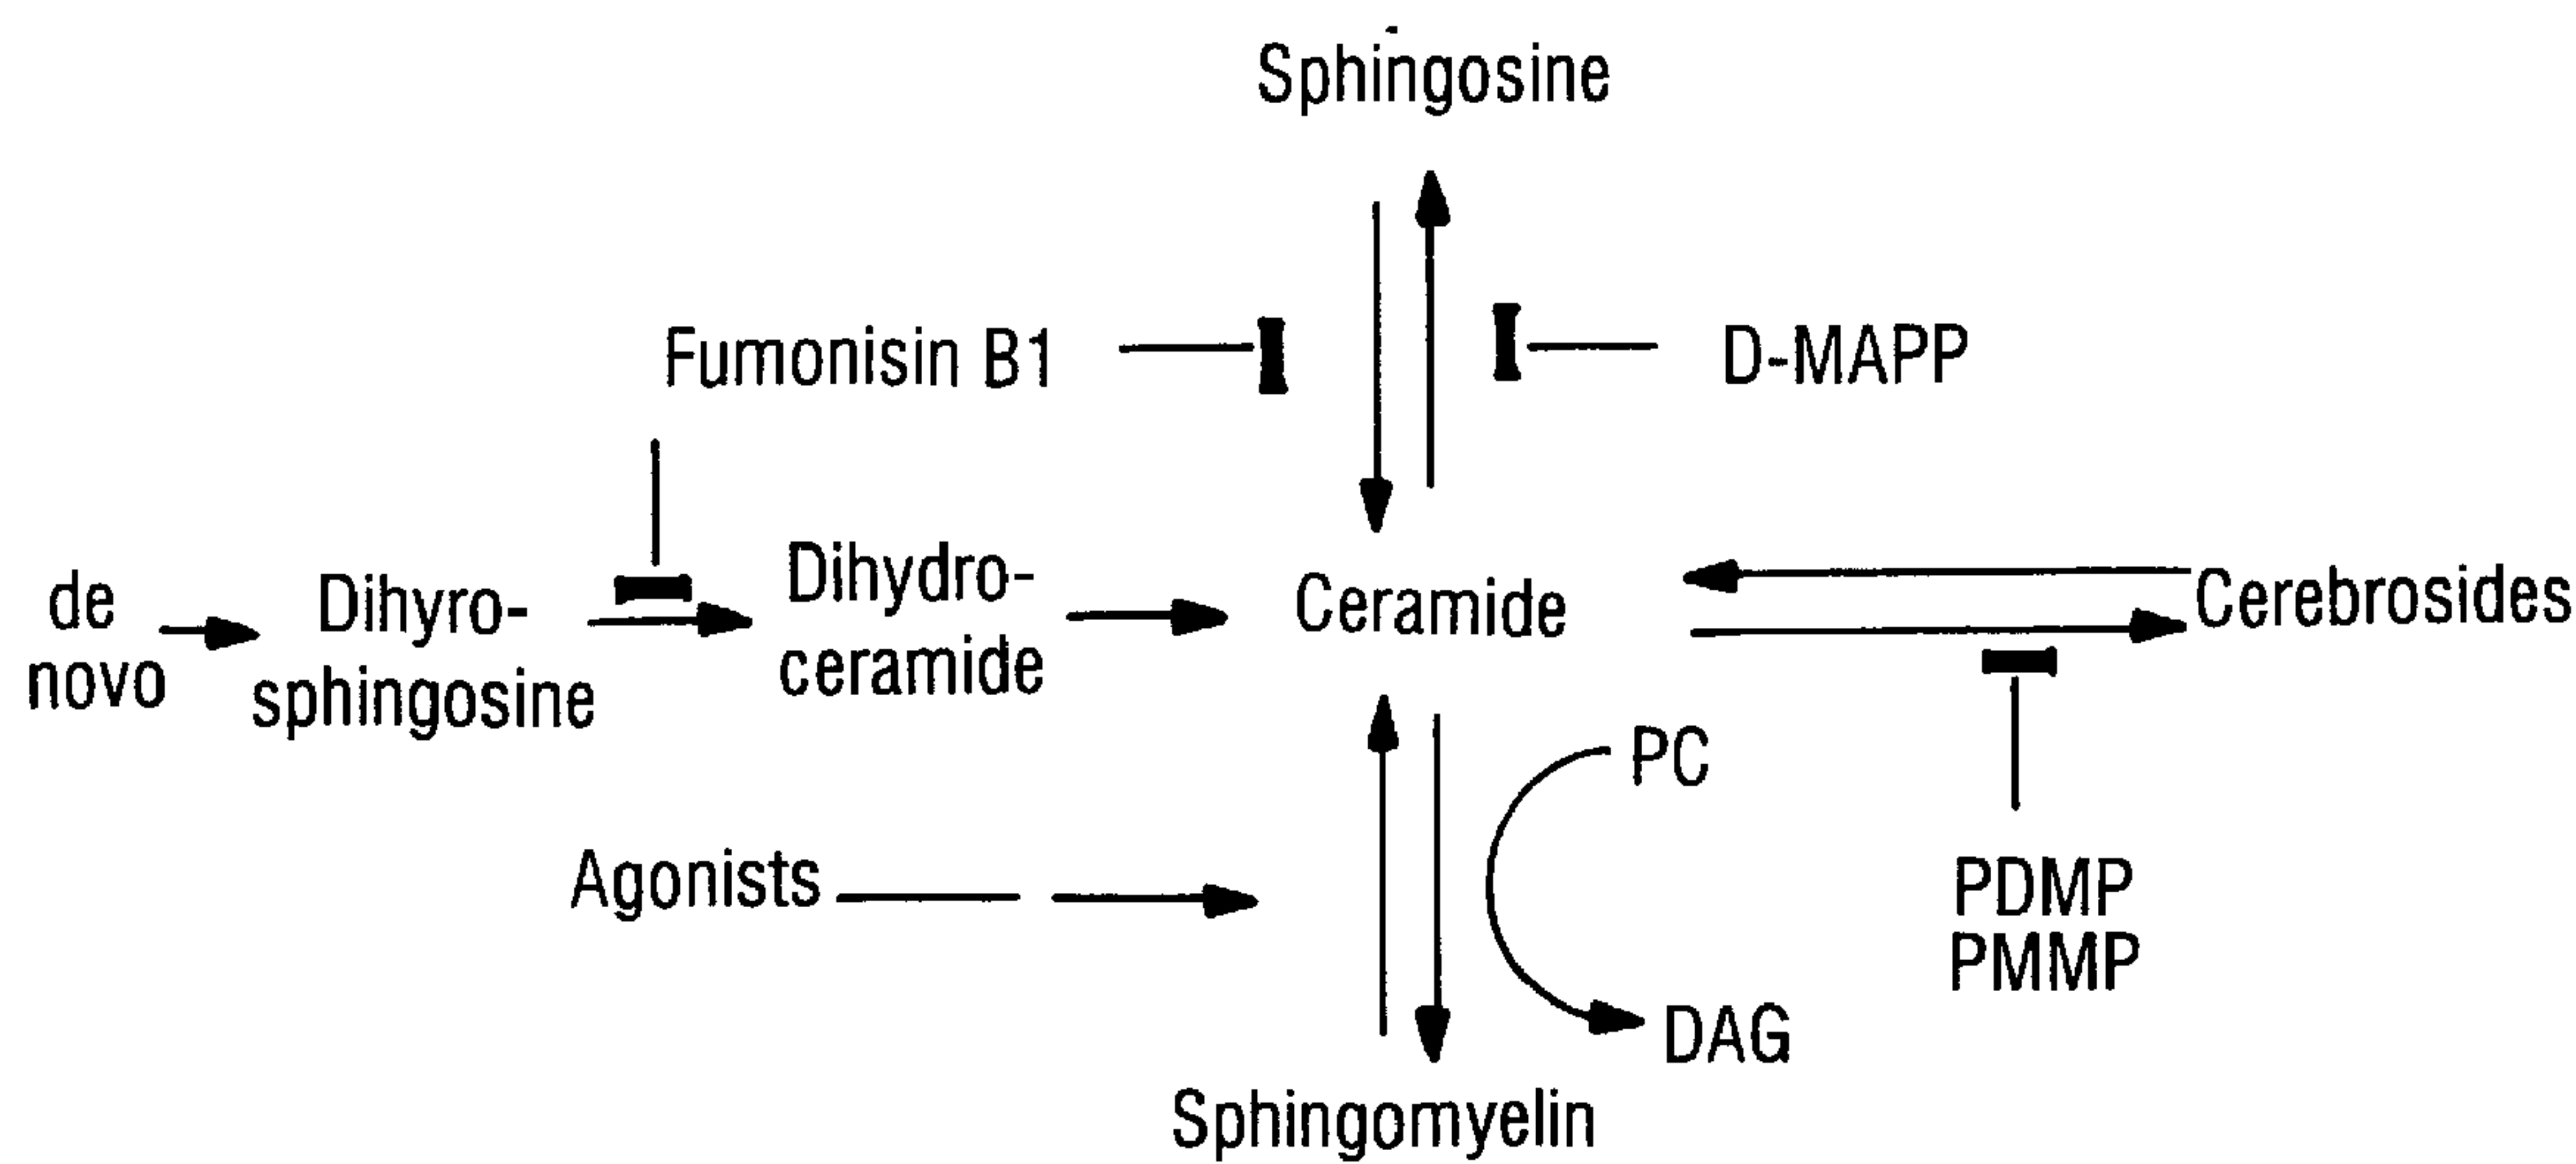 Sphingosine
Fumonisin B1
D-MAPP
de
novo
Dihyro-
sphingosine
Dihydro-
ceramide
Ceramide
Cerebrosides
PC
Agonists
PDMP
PMMP
DAG
Sphingomyelin